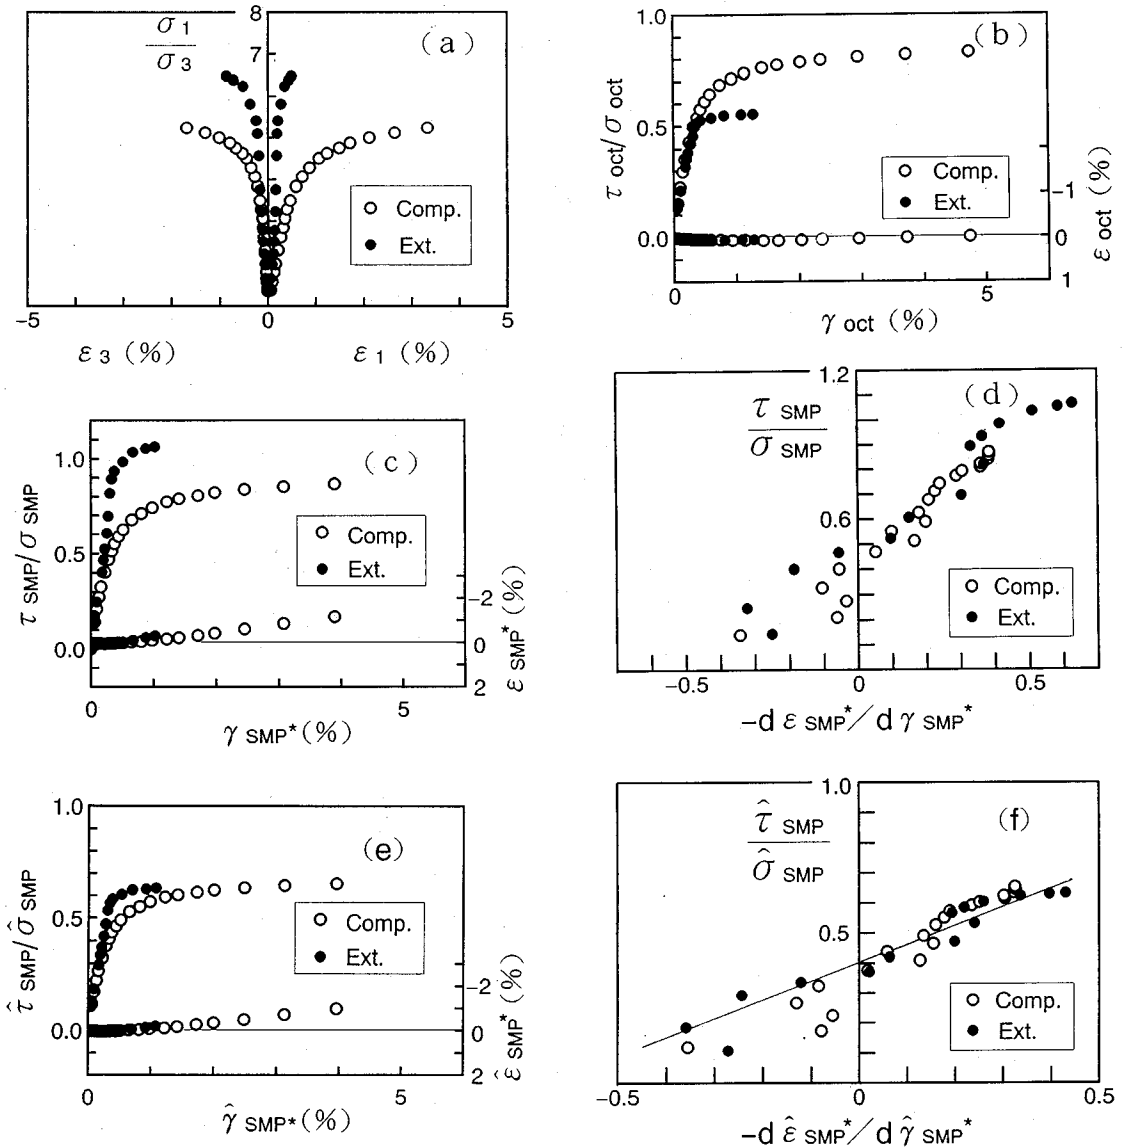 8
σ1
σ3
(a)
7
Comp.
Ext.
-5
0
5
ε3 (%)
ε1 (%)
1.0
(b)
τoct/σoct
0.5
Comp.
Ext.
-1
0.0
0
1
εoct (%)
0
5
γoct (%)
1.0
(c)
τSMP/σSMP
0.5
Comp.
Ext.
-2
0.0
0
2
εSMP* (%)
0
5
γSMP* (%)
1.2
τSMP
σSMP
(d)
0.6
Comp.
Ext.
-0.5
0
0.5
-dεSMP*/dγSMP*
1.0
(e)
τ̂SMP/σ̂SMP
0.5
Comp.
Ext.
-2
0.0
0
2
ε̂SMP* (%)
0
5
γ̂SMP* (%)
1.0
τ̂SMP
σ̂SMP
(f)
0.5
Comp.
Ext.
-0.5
0
0.5
-dε̂SMP*/dγ̂SMP*